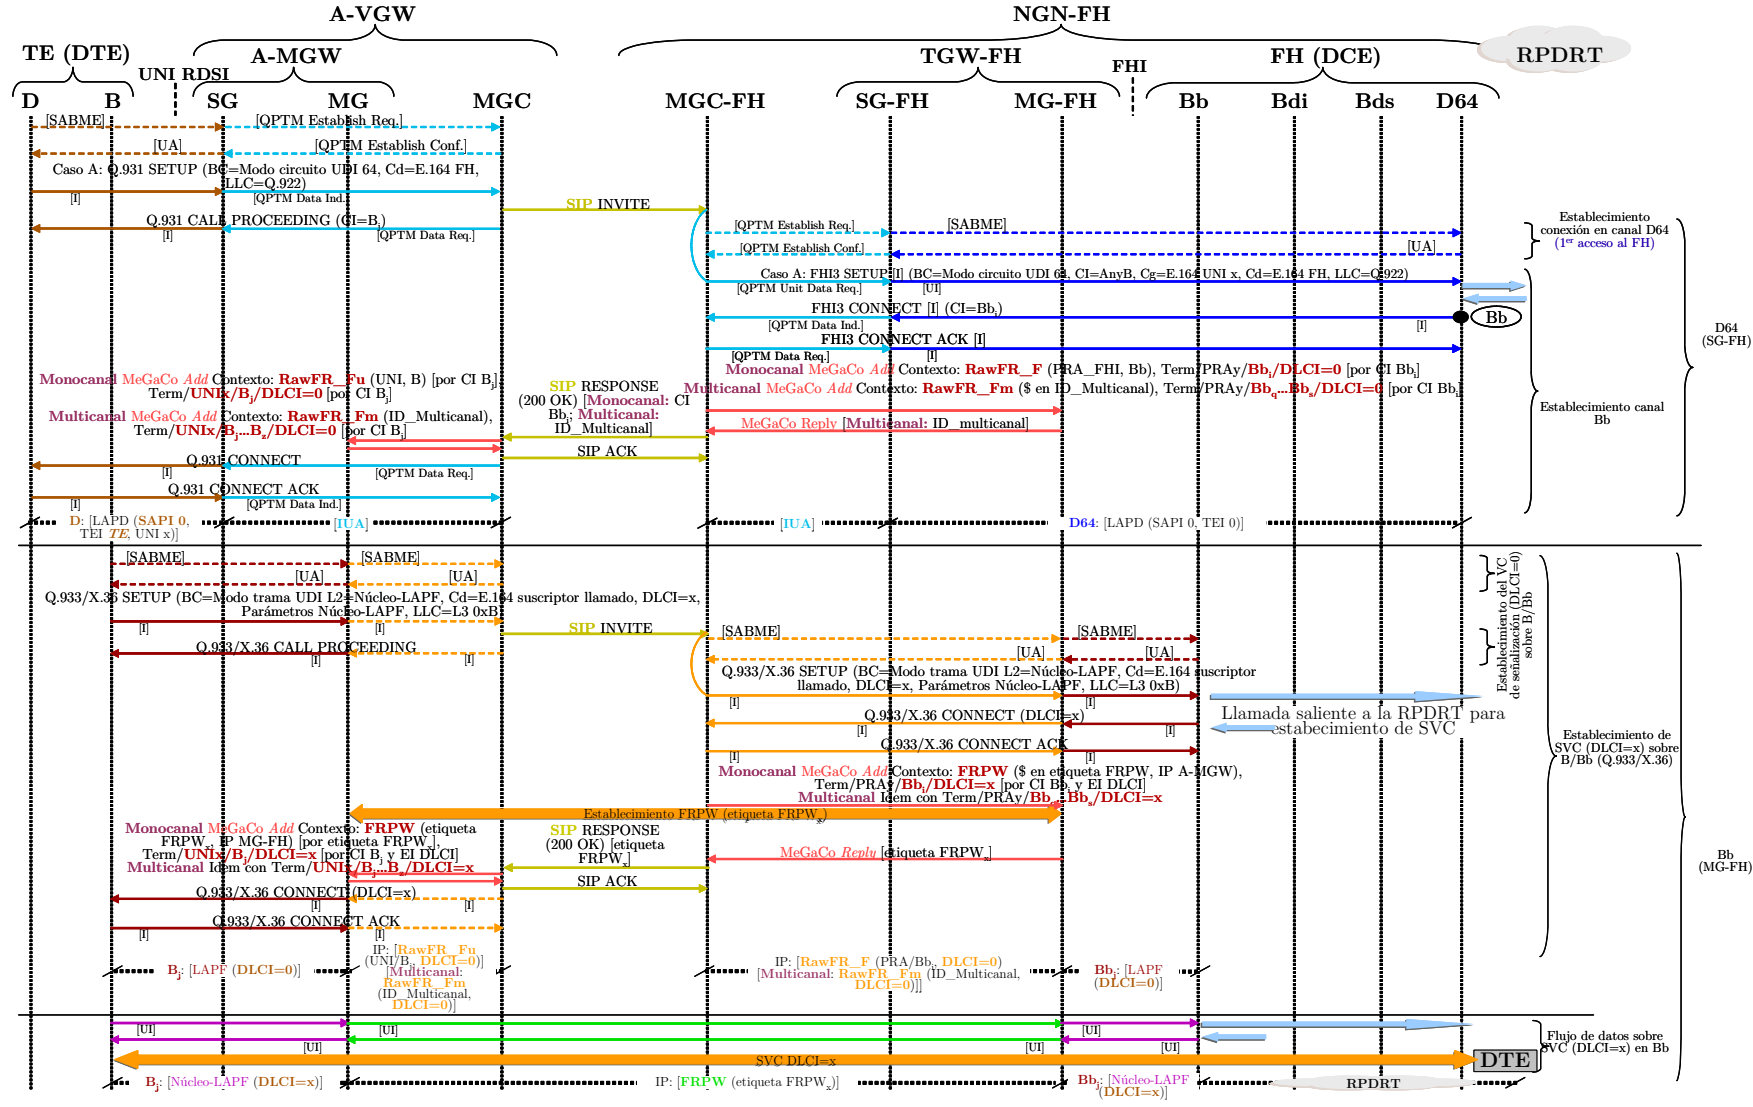 A-VGW
NGN-FH
TE (DTE)
A-MGW
TGW-FH
FH (DCE)
RPDRT
UNI RDSI
FHI
D
B
SG
MG
MGC
MGC-FH
SG-FH
MG-FH
Bb
Bdi
Bds
D64
[SABME]
[QPTM Establish Req.]
[UA]
[QPTM Establish Conf.]
Caso A: Q.931 SETUP (BC=Modo circuito UDI 64, Cd=E.164 FH,
LLC=Q.922)
[I]
[QPTM Data Ind.]
SIP INVITE
Q.931 CALL PROCEEDING (CI=Bj)
[I]
[QPTM Data Req.]
[QPTM Establish Req.]
[SABME]
[QPTM Establish Conf.]
[UA]
Establecimiento
conexión en canal D64
(1er acceso al FH)
Caso A: FHI3 SETUP [I] (BC=Modo circuito UDI 64, CI=AnyB, Cg=E.164 UNI x, Cd=E.164 FH, LLC=Q.922)
[QPTM Unit Data Req.]
[UI]
FHI3 CONNECT [I] (CI=Bbi)
[QPTM Data Ind.]
[I]
Bb
FHI3 CONNECT ACK [I]
[QPTM Data Req.]
[I]
D64
(SG-FH)
Monocanal MeGaCo Add Contexto: RawFR_F (PRA_FHI, Bb), Term/PRAy/Bbi/DLCI=0 [por CI Bbi]
Multicanal MeGaCo Add Contexto: RawFR_Fm ($ en ID_Multicanal), Term/PRAy/Bbq...Bbs/DLCI=0 [por CI Bbi]
Monocanal MeGaCo Add Contexto: RawFR_Fu (UNI, B) [por CI Bj]
Term/UNIx/Bj/DLCI=0 [por CI Bj]
Multicanal MeGaCo Add Contexto: RawFR_Fm (ID_Multicanal),
Term/UNIx/Bj...Bz/DLCI=0 [por CI Bj]
SIP RESPONSE
(200 OK) [Monocanal: CI
Bbi; Multicanal:
ID_Multicanal]
MeGaCo Reply [Multicanal: ID_multicanal]
Establecimiento canal
Bb
SIP ACK
Q.931 CONNECT
[I]
[QPTM Data Req.]
Q.931 CONNECT ACK
[I]
[QPTM Data Ind.]
D: [LAPD (SAPI 0,
TEI TE, UNI x)]
[IUA]
[IUA]
D64: [LAPD (SAPI 0, TEI 0)]
[SABME]
[SABME]
[UA]
[UA]
Q.933/X.36 SETUP (BC=Modo trama UDI L2=Núcleo-LAPF, Cd=E.164 suscriptor llamado, DLCI=x,
Parámetros Núcleo-LAPF, LLC=L3 0xB)
[I]
[I]
SIP INVITE
Q.933/X.36 CALL PROCEEDING
[I]
[I]
[SABME]
[SABME]
[UA]
[UA]
Establecimiento del VC
de señalización (DLCI=0)
sobre B/Bb
Q.933/X.36 SETUP (BC=Modo trama UDI L2=Núcleo-LAPF, Cd=E.164 suscriptor
llamado, DLCI=x, Parámetros Núcleo-LAPF, LLC=L3 0xB)
[I]
[I]
Q.933/X.36 CONNECT (DLCI=x)
[I]
[I]
Llamada saliente a la RPDRT para
estabecimiento de SVC
Q.933/X.36 CONNECT ACK
[I]
[I]
Establecimiento de
SVC (DLCI=x) sobre
B/Bb (Q.933/X.36)
Monocanal MeGaCo Add Contexto: FRPW ($ en etiqueta FRPW, IP A-MGW),
Term/PRAy/Bbi/DLCI=x [por CI Bbi y EI DLCI]
Multicanal Idem con Term/PRAy/Bbq...Bbs/DLCI=x
Establecimiento FRPW (etiqueta FRPWx)
Monocanal MeGaCo Add Contexto: FRPW (etiqueta
FRPWx, IP MG-FH) [por etiqueta FRPWx],
Term/UNIx/Bj/DLCI=x [por CI Bj y EI DLCI]
Multicanal Idem con Term/UNIx/Bj...Bz/DLCI=x
SIP RESPONSE
(200 OK) [etiqueta
FRPWx]
MeGaCo Reply [etiqueta FRPWx]
Bb
(MG-FH)
SIP ACK
Q.933/X.36 CONNECT (DLCI=x)
[I]
[I]
Q.933/X.36 CONNECT ACK
[I]
[I]
Bj: [LAPF (DLCI=0)]
IP: [RawFR_Fu
(UNI/Bj, DLCI=0)]
[Multicanal:
RawFR_Fm
(ID_Multicanal,
DLCI=0)]
IP: [RawFR_F (PRA/Bbi, DLCI=0)
[Multicanal: RawFR_Fm (ID_Multicanal,
DLCI=0)]]
Bbi: [LAPF
(DLCI=0)]
[UI]
[UI]
[UI]
[UI]
[UI]
[UI]
Flujo de datos sobre
SVC (DLCI=x) en Bb
SVC DLCI=x
DTE
Bj: [Núcleo-LAPF (DLCI=x)]
IP: [FRPW (etiqueta FRPWx)]
Bbj: [Núcleo-LAPF
(DLCI=x)]
RPDRT